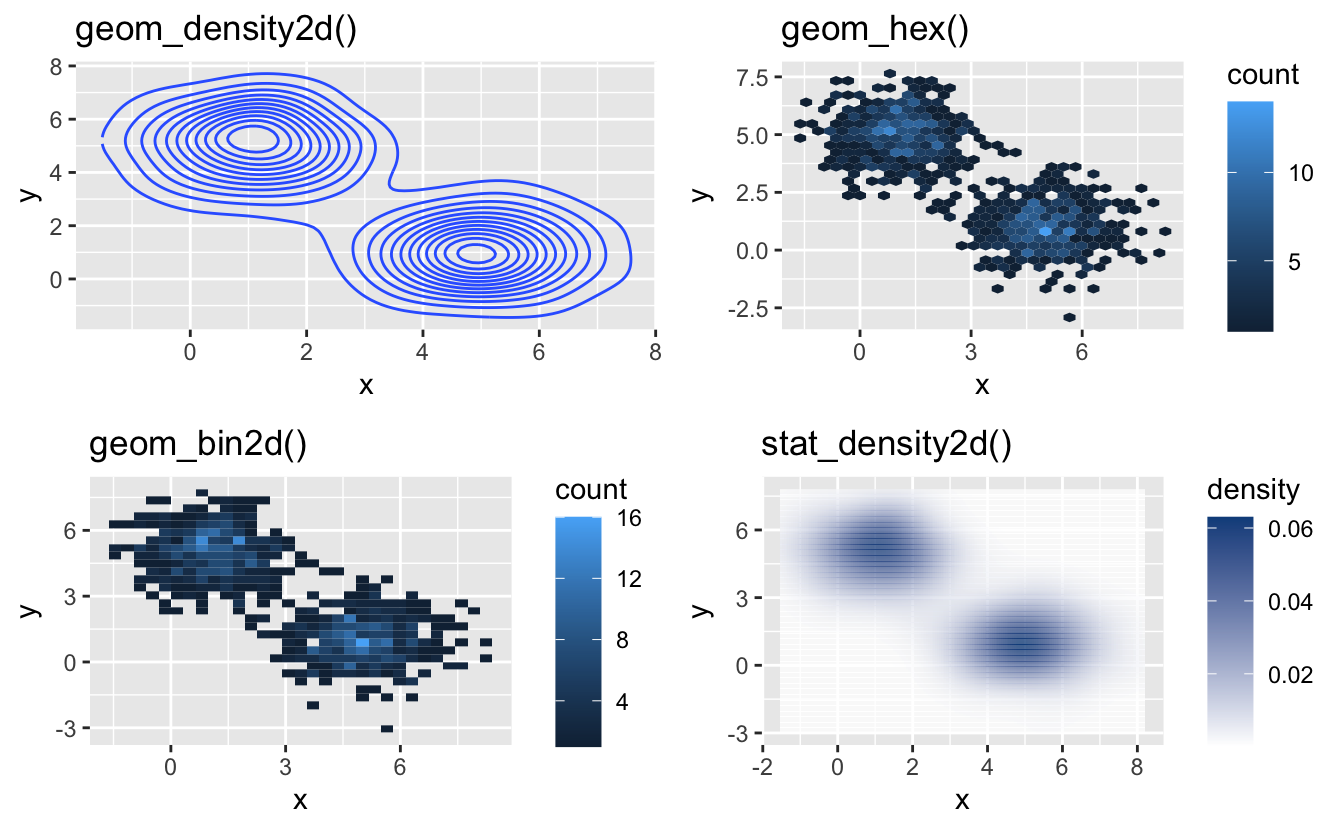 geom_density2d()
8
6
4
2
0
y
0 2 4 6 8
x
geom_hex()
7.5
5.0
2.5
0.0
-2.5
y
0 3 6
x
count
10
5
geom_bin2d()
6
3
0
-3
y
0 3 6
x
count
16
12
8
4
stat_density2d()
6
3
0
-3
y
-2 0 2 4 6 8
x
density
0.06
0.04
0.02